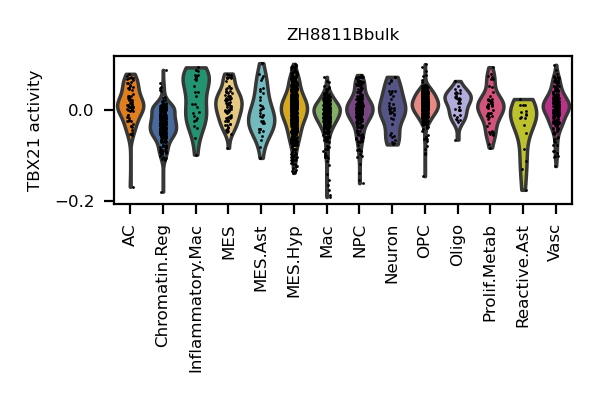 ZH8811Bbulk
TBX21 activity
0.0
−0.2
AC
Chromatin.Reg
Inflammatory.Mac
MES
MES.Ast
MES.Hyp
Mac
NPC
Neuron
OPC
Oligo
Prolif.Metab
Reactive.Ast
Vasc